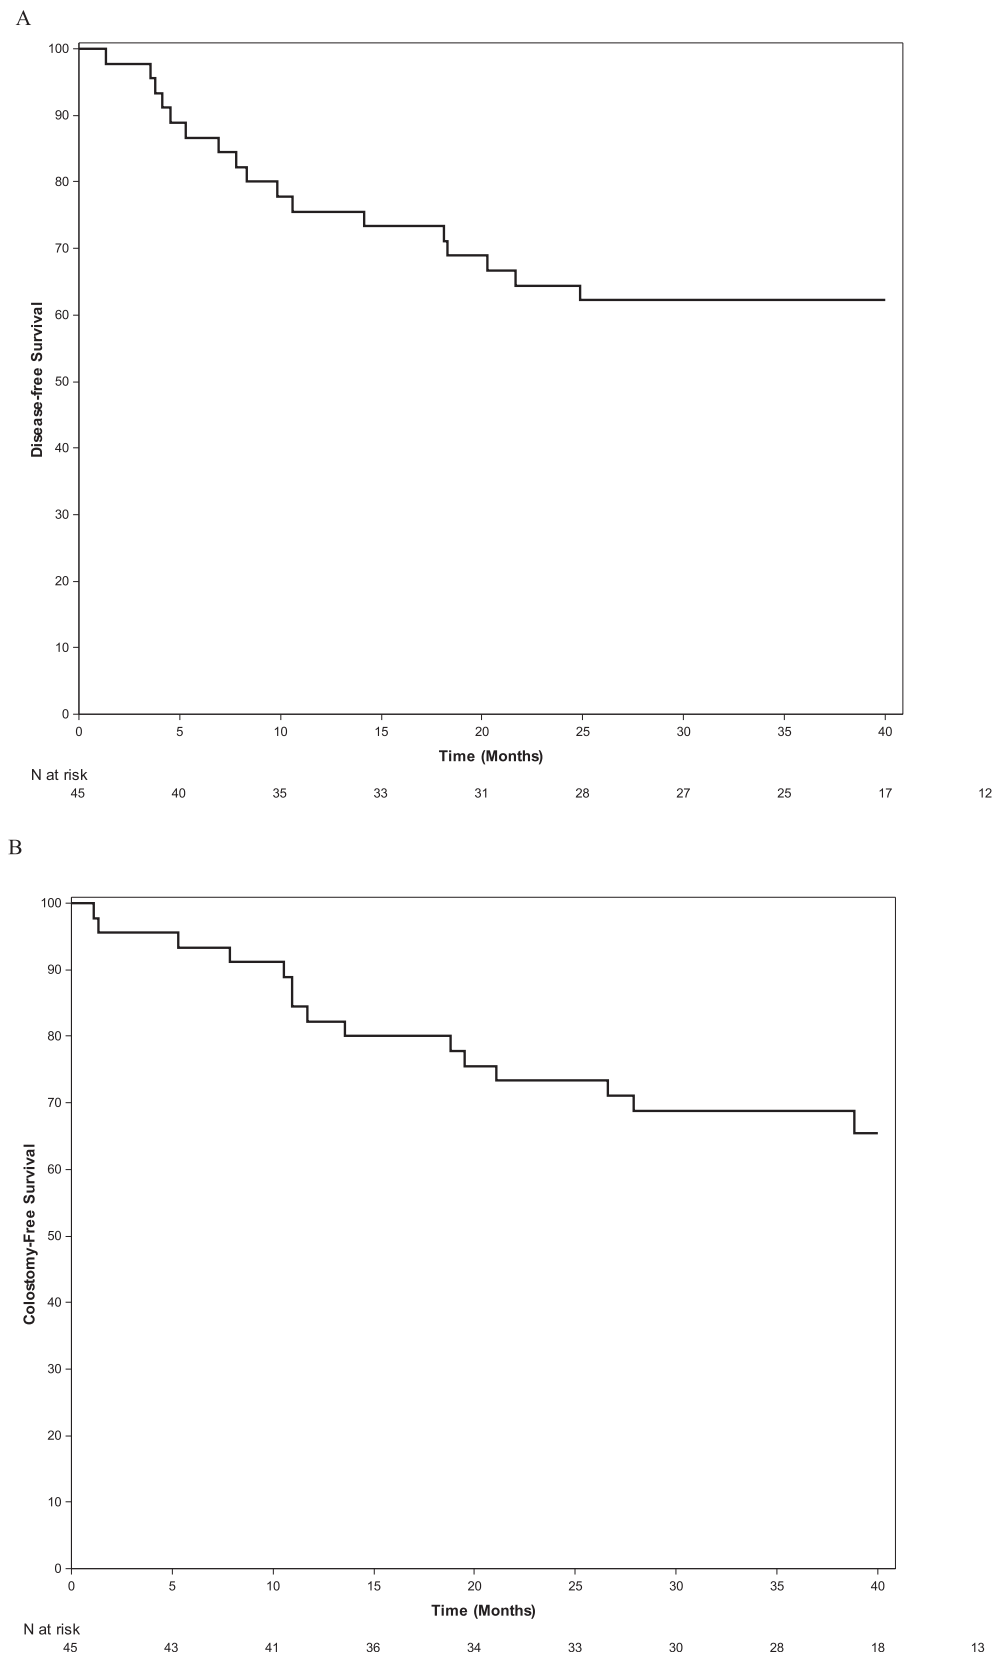 A
100
90
80
70
60
50
40
30
20
10
0
Disease-free Survival
0 5 10 15 20 25 30 35 40
Time (Months)
N at risk
45 40 35 33 31 28 27 25 17 12
B
100
90
80
70
60
50
40
30
20
10
0
Colostomy-Free Survival
0 5 10 15 20 25 30 35 40
Time (Months)
N at risk
45 43 41 36 34 33 30 28 18 13